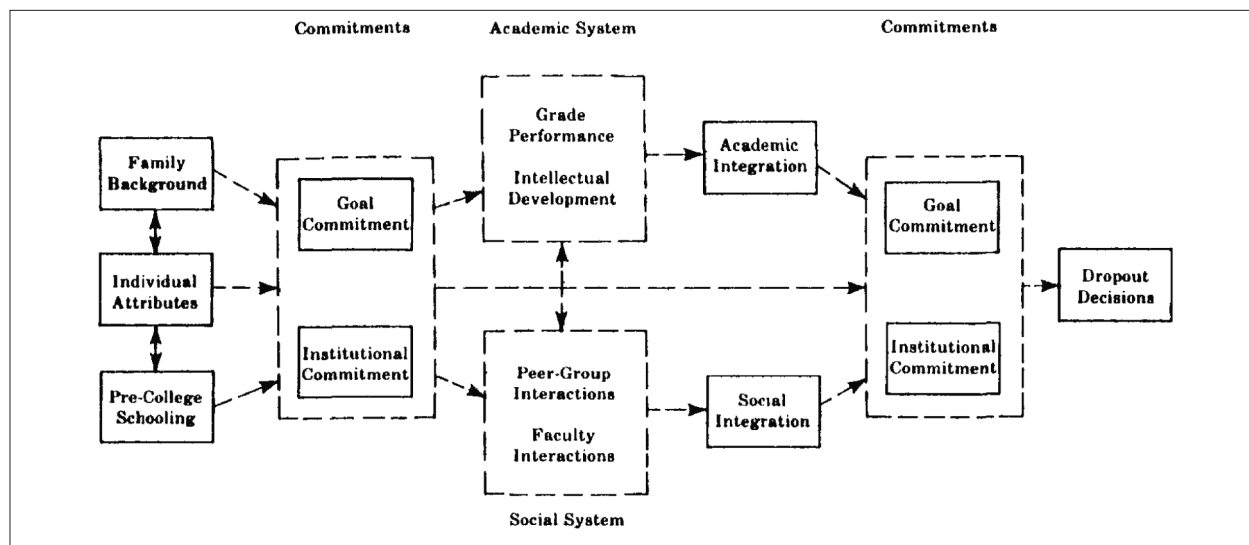 Commitments
Academic System
Commitments
Family
Background
Individual
Attributes
Pre-College
Schooling
Goal
Commitment
Institutional
Commitment
Grade
Performance
Intellectual
Development
Peer-Group
Interactions
Faculty
Interactions
Social System
Academic
Integration
Social
Integration
Goal
Commitment
Institutional
Commitment
Dropout
Decisions